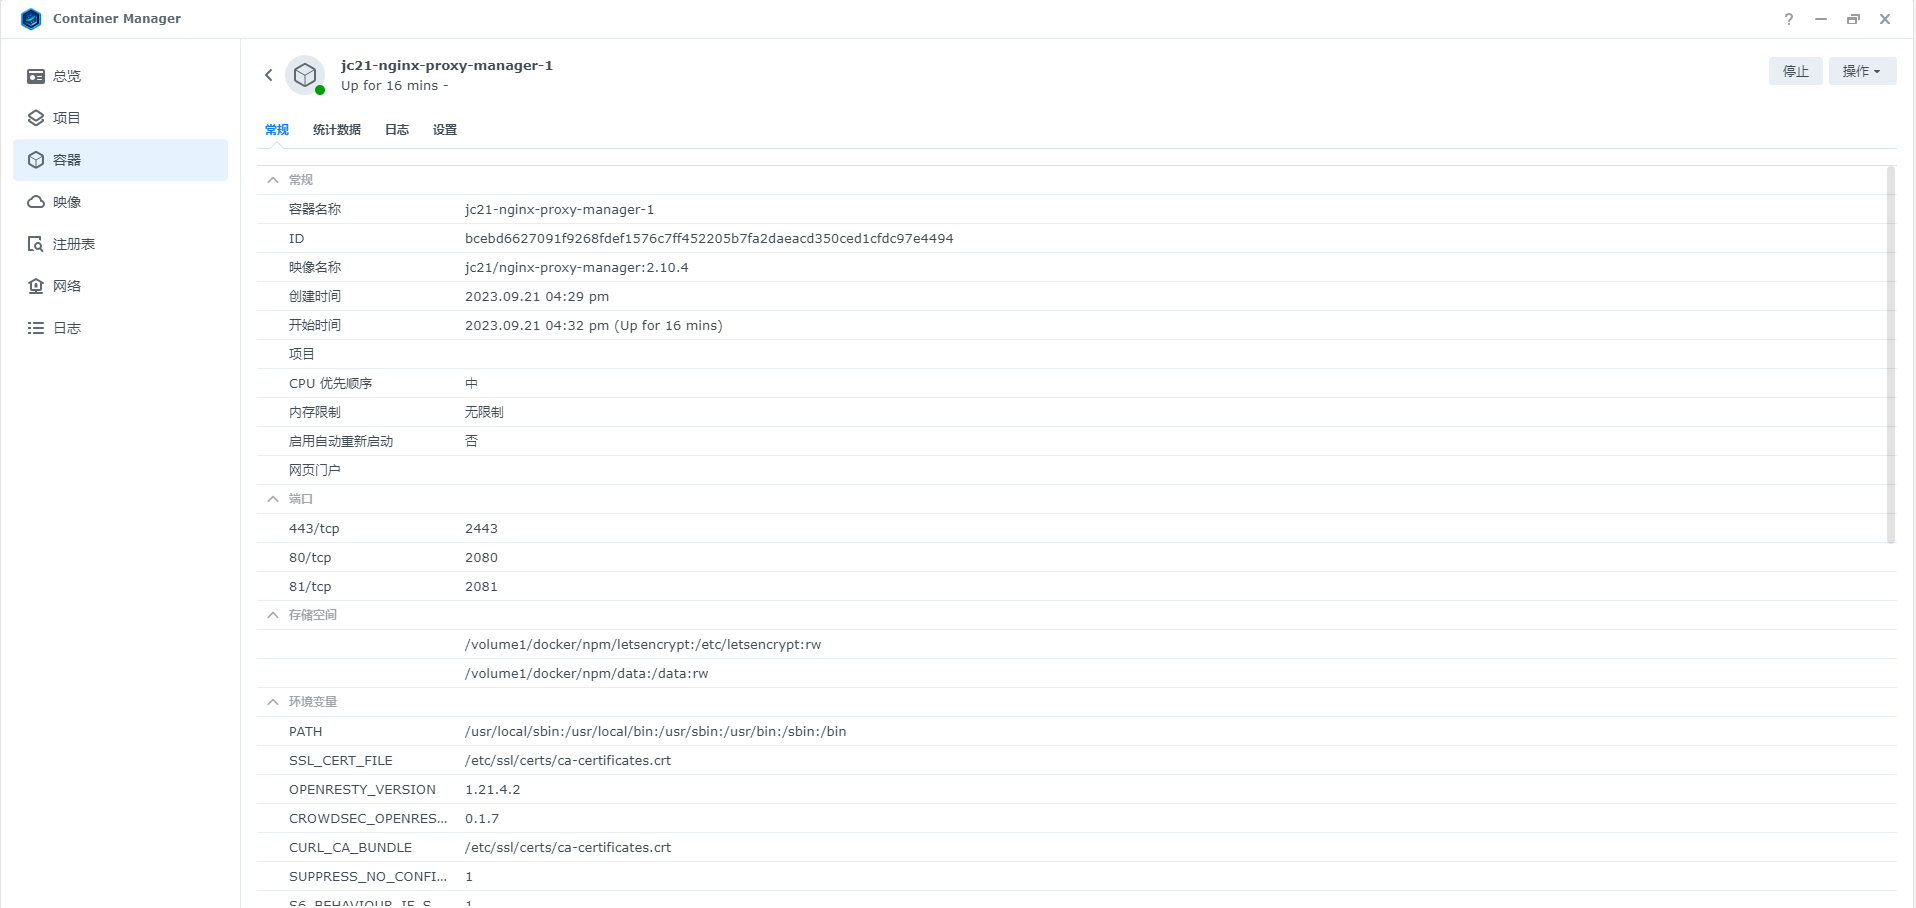 Container Manager
总览
项目
容器
映像
注册表
网络
日志
jc21-nginx-proxy-manager-1
Up for 16 mins -
停止
操作
常规 统计数据 日志 设置
常规
容器名称 jc21-nginx-proxy-manager-1
ID bcebd6627091f9268fdef1576c7ff452205b7fa2daeacd350ced1cfdc97e4494
映像名称 jc21/nginx-proxy-manager:2.10.4
创建时间 2023.09.21 04:29 pm
开始时间 2023.09.21 04:32 pm (Up for 16 mins)
项目
CPU 优先顺序 中
内存限制 无限制
启用自动重新启动 否
网页门户
端口
443/tcp 2443
80/tcp 2080
81/tcp 2081
存储空间
/volume1/docker/npm/letsencrypt:/etc/letsencrypt:rw
/volume1/docker/npm/data:/data:rw
环境变量
PATH /usr/local/sbin:/usr/local/bin:/usr/sbin:/usr/bin:/sbin:/bin
SSL_CERT_FILE /etc/ssl/certs/ca-certificates.crt
OPENRESTY_VERSION 1.21.4.2
CROWDSEC_OPENRES... 0.1.7
CURL_CA_BUNDLE /etc/ssl/certs/ca-certificates.crt
SUPPRESS_NO_CONFI... 1
S6_BEHAVIOUR_IF_S... 1